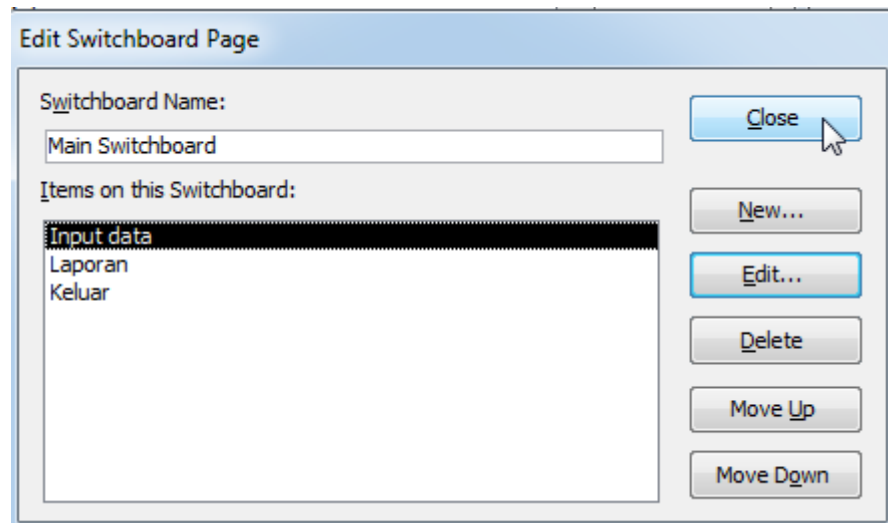 Edit Switchboard Page
Switchboard Name:
Close
Main Switchboard
Items on this Switchboard:
New...
Input data
Laporan
Edit...
Keluar
Delete
Move Up
Move Down